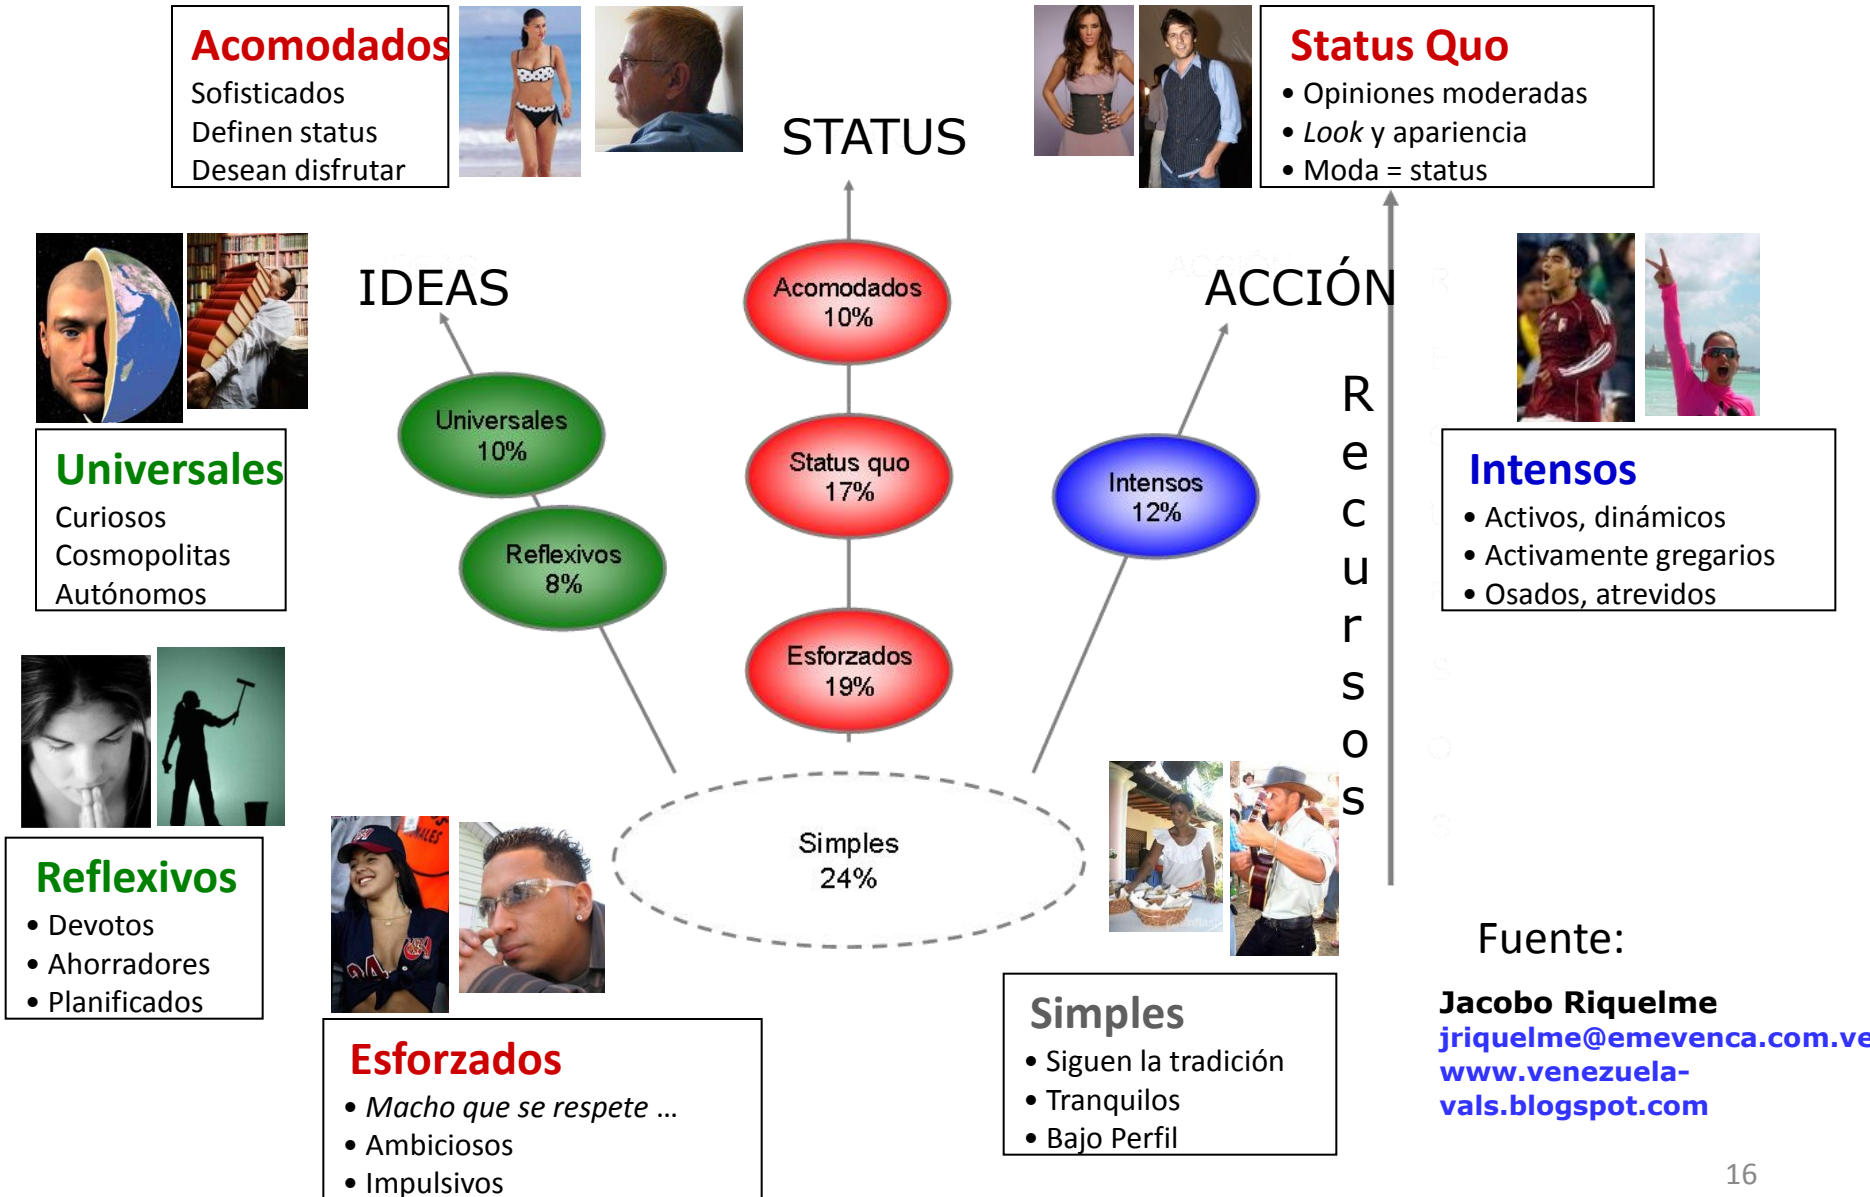 Acomodados
Sofisticados
Definen status
Desean disfrutar
STATUS
Status Quo
• Opiniones moderadas
• Look y apariencia
• Moda = status
IDEAS
ACCIÓN
Acomodados
10%
Universales
10%
Status quo
17%
Intensos
12%
Reflexivos
8%
Esforzados
19%
Simples
24%
R
e
c
u
r
s
o
s
Universales
Curiosos
Cosmopolitas
Autónomos
Intensos
• Activos, dinámicos
• Activamente gregarios
• Osados, atrevidos
Reflexivos
• Devotos
• Ahorradores
• Planificados
Esforzados
• Macho que se respete ...
• Ambiciosos
• Impulsivos
Simples
• Siguen la tradición
• Tranquilos
• Bajo Perfil
Fuente:
Jacobo Riquelme
jriquelme@emevenca.com.ve
www.venezuela-
vals.blogspot.com
16